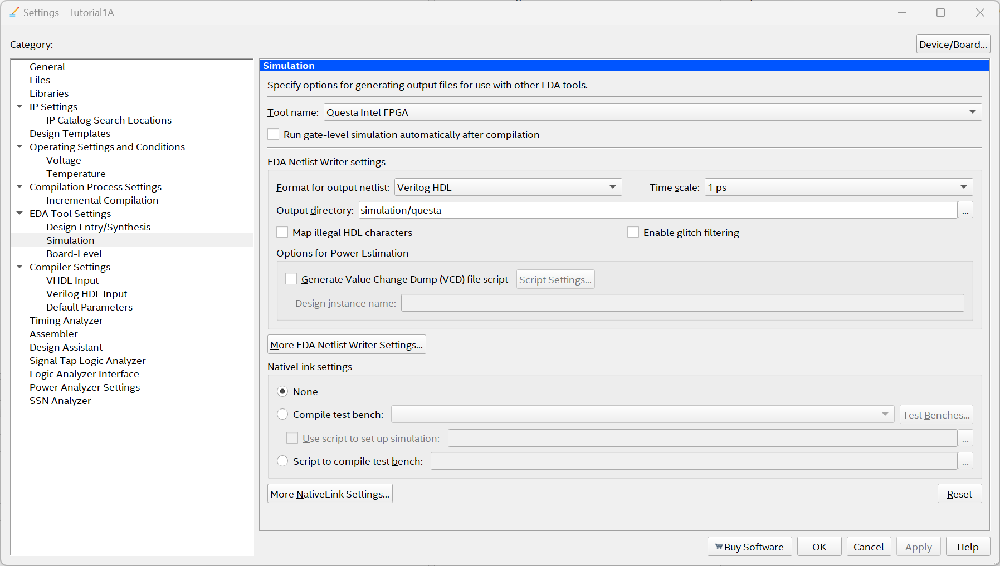 Settings - Tutorial1A
Category:
Device/Board...
General
Files
Libraries
IP Settings
IP Catalog Search Locations
Design Templates
Operating Settings and Conditions
Voltage
Temperature
Compilation Process Settings
Incremental Compilation
EDA Tool Settings
Design Entry/Synthesis
Simulation
Board-Level
Compiler Settings
VHDL Input
Verilog HDL Input
Default Parameters
Timing Analyzer
Assembler
Design Assistant
Signal Tap Logic Analyzer
Logic Analyzer Interface
Power Analyzer Settings
SSN Analyzer
Simulation
Specify options for generating output files for use with other EDA tools.
Tool name: Questa Intel FPGA
Run gate-level simulation automatically after compilation
EDA Netlist Writer settings
Format for output netlist: Verilog HDL Time scale: 1 ps
Output directory: simulation/questa ...
Map illegal HDL characters Enable glitch filtering
Options for Power Estimation
Generate Value Change Dump (VCD) file script Script Settings...
Design instance name:
More EDA Netlist Writer Settings...
NativeLink settings
None
Compile test bench: Test Benches...
Use script to set up simulation: ...
Script to compile test bench: ...
More NativeLink Settings... Reset
Buy Software OK Cancel Apply Help